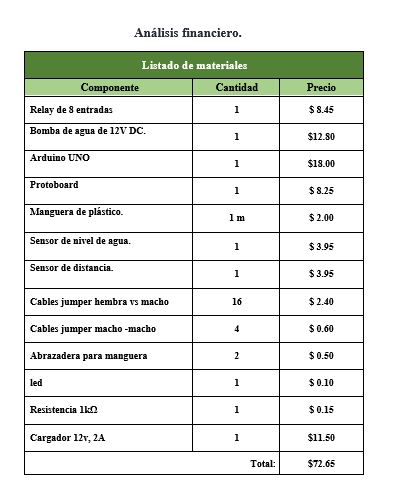 Análisis financiero.
Listado de materiales
Componente Cantidad Precio
Relay de 8 entradas 1 $ 8.45
Bomba de agua de 12V DC. 1 $12.80
Arduino UNO 1 $18.00
Protoboard 1 $ 8.25
Manguera de plástico. 1 m $ 2.00
Sensor de nivel de agua. 1 $ 3.95
Sensor de distancia. 1 $ 3.95
Cables jumper hembra vs macho 16 $ 2.40
Cables jumper macho -macho 4 $ 0.60
Abrazadera para manguera 2 $ 0.50
led 1 $ 0.10
Resistencia 1kΩ 1 $ 0.15
Cargador 12v, 2A 1 $11.50
Total: $72.65